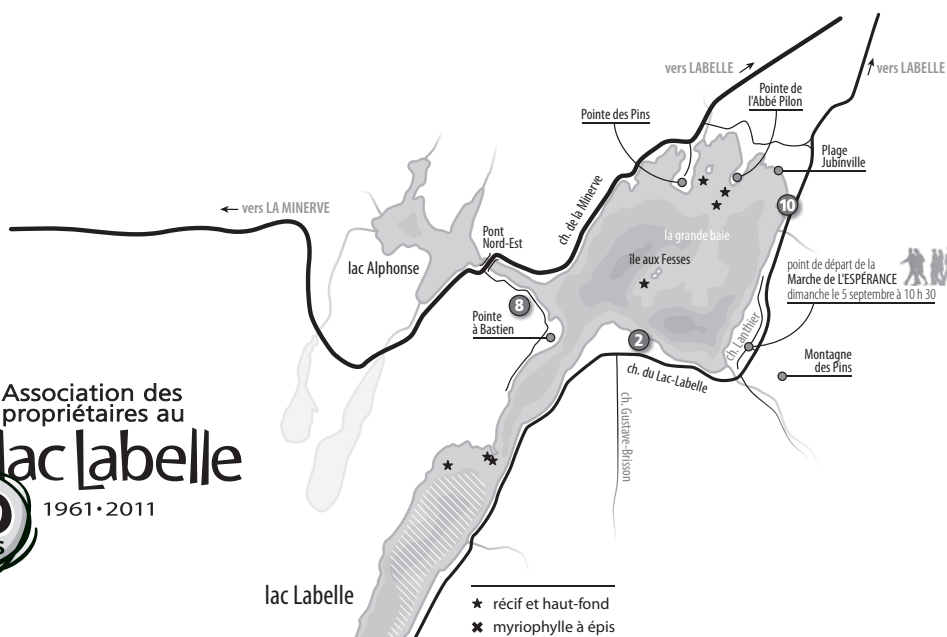 vers LABELLE
vers LABELLE
Pointe de
l'Abbé Pilon
Pointe des Pins
Plage
Jubinville
10
ch. de la Minerve
vers LA MINERVE
Pont
Nord-Est
lac Alphonse
la grande baie
île aux Fesses
point de départ de la
Marche de L'ESPÉRANCE
dimanche le 5 septembre à 10 h 30
8
Pointe
à Bastien
2
ch. Lanthier
Montagne
des Pins
ch. du Lac-Labelle
ch. Gustave-Brisson
Association des
propriétaires au
lac Labelle
1961•2011
lac Labelle
récif et haut-fond
myriophylle à épis